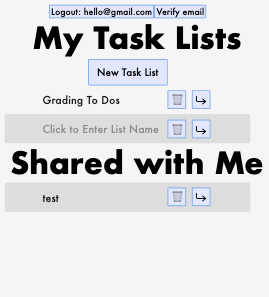 Logout: hello@gmail.com Verify email
My Task Lists
New Task List
Grading To Dos
Click to Enter List Name
Shared with Me
test